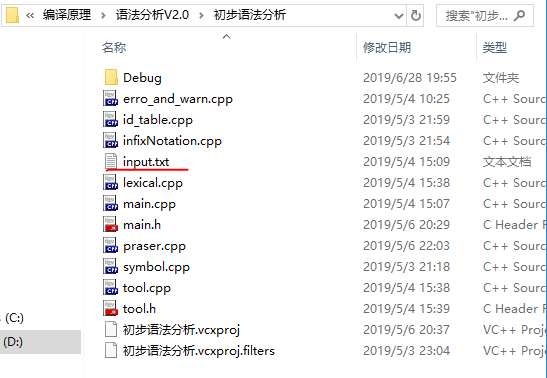 « 编译原理 › 语法分析V2.0 › 初步语法分析 搜索"初步...
名称 修改日期 类型
Debug 2019/6/28 19:55 文件夹
erro_and_warn.cpp 2019/5/4 10:25 C++ Sourc
id_table.cpp 2019/5/3 21:59 C++ Sourc
infixNotation.cpp 2019/5/3 21:54 C++ Sourc
input.txt 2019/5/4 15:09 文本文档
lexical.cpp 2019/5/4 15:38 C++ Sourc
main.cpp 2019/5/4 15:07 C++ Sourc
main.h 2019/5/6 20:29 C Header F
praser.cpp 2019/5/6 22:03 C++ Sourc
symbol.cpp 2019/5/3 21:18 C++ Sourc
tool.cpp 2019/5/4 15:38 C++ Sourc
tool.h 2019/5/4 15:39 C Header F
初步语法分析.vcxproj 2019/5/6 20:37 VC++ Proje
初步语法分析.vcxproj.filters 2019/5/3 23:04 VC++ Proje
(C:)
(D:)